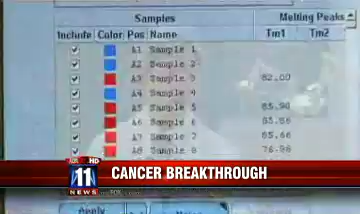 Samples Melting Peaks
Include Color Pos Name Tm1 Tm2
A1 Sample 1
A2 Sample 2
A3 Sample 3 82.00
A4 Sample 4
A5 Sample 5 85.90
A6 Sample 6 85.86
A7 Sample 7 85.66
A8 Sample 8 76.98
FOX HD
11 CANCER BREAKTHROUGH
NEWS
Apply